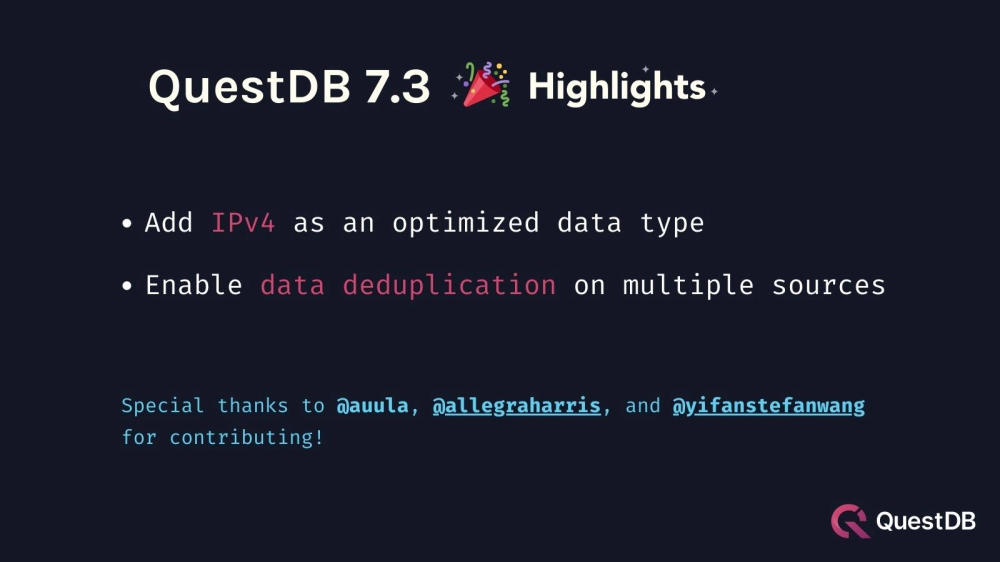 QuestDB 7.3 🎉 Highlights
• Add IPv4 as an optimized data type
• Enable data deduplication on multiple sources
Special thanks to @auula, @allegraharris, and @yifanstefanwang
for contributing!
QuestDB